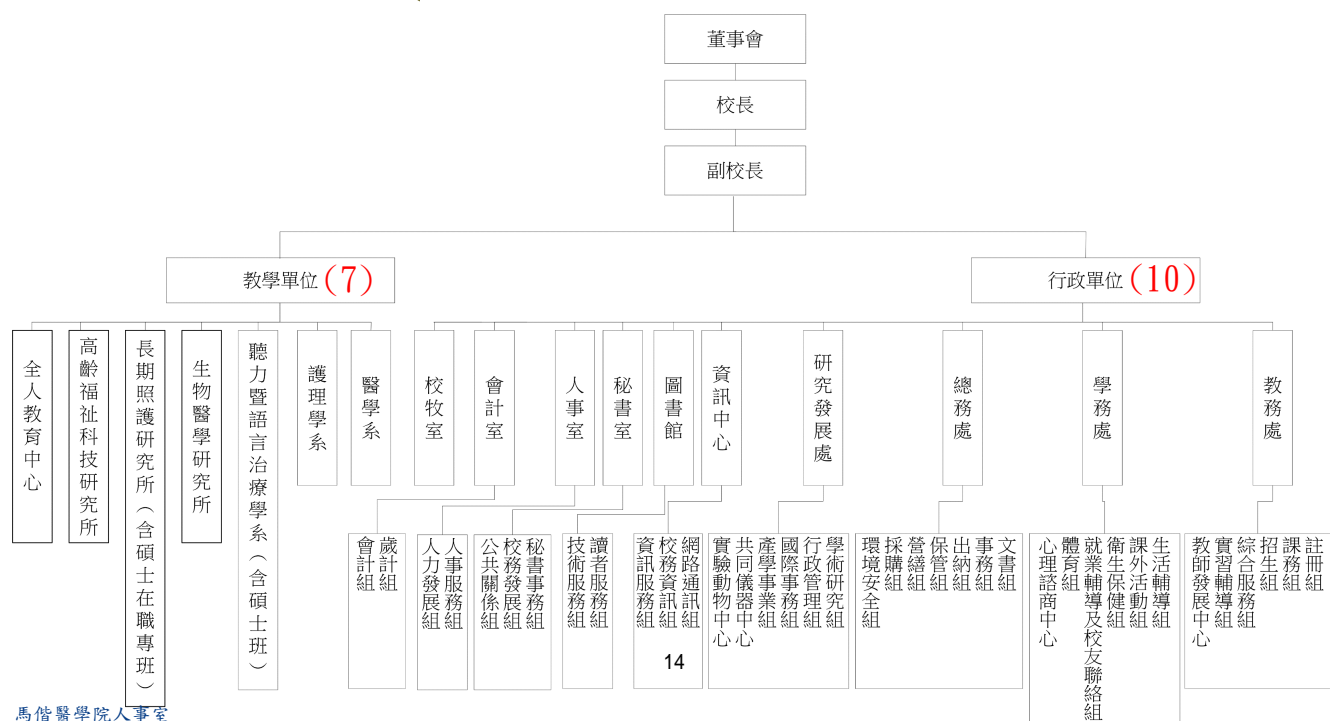 董事會
校長
副校長
教學單位(7)
行政單位(10)
全人教育中心
高齡福祉科技研究所
長期照護研究所（含碩士在職專班）
生物醫學研究所
聽力暨語言治療學系（含碩士班）
護理學系
醫學系
校牧室
會計室
人事室
秘書室
圖書館
資訊中心
研究發展處
總務處
學務處
教務處
歲計組
會計組
人事服務組
人力發展組
秘書事務組
校務發展組
公共關係組
讀者服務組
技術服務組
網路通訊組
校務資訊組
資訊服務組
學術研究組
行政管理組
國際事務組
產學事業組
共同儀器中心
實驗動物中心
文書組
事務組
出納組
保管組
營繕組
採購組
環境安全組
生活輔導組
課外活動組
衛生保健組
就業輔導及校友聯絡組
體育組
心理諮商中心
註冊組
課務組
招生組
綜合服務組
實習輔導組
教師發展中心
14
馬偕醫學院人事室